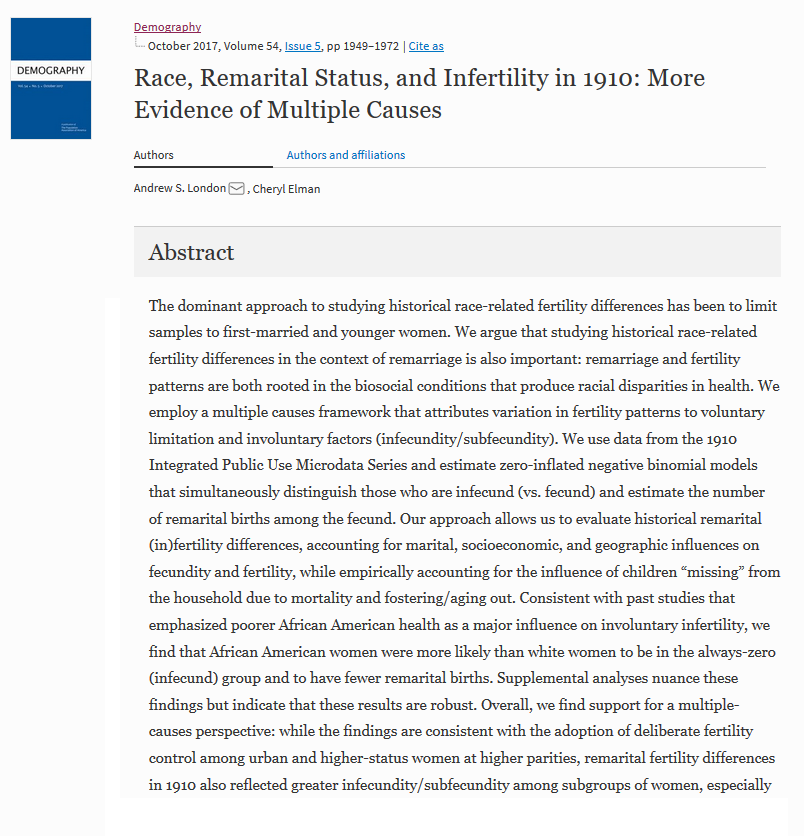 Demography
October 2017, Volume 54, Issue 5, pp 1949–1972 | Cite as
DEMOGRAPHY
Race, Remarital Status, and Infertility in 1910: More
Evidence of Multiple Causes
Authors
Authors and affiliations
Andrew S. London , Cheryl Elman
Abstract
The dominant approach to studying historical race-related fertility differences has been to limit
samples to first-married and younger women. We argue that studying historical race-related
fertility differences in the context of remarriage is also important: remarriage and fertility
patterns are both rooted in the biosocial conditions that produce racial disparities in health. We
employ a multiple causes framework that attributes variation in fertility patterns to voluntary
limitation and involuntary factors (infecundity/subfecundity). We use data from the 1910
Integrated Public Use Microdata Series and estimate zero-inflated negative binomial models
that simultaneously distinguish those who are infecund (vs. fecund) and estimate the number
of remarital births among the fecund. Our approach allows us to evaluate historical remarital
(in)fertility differences, accounting for marital, socioeconomic, and geographic influences on
fecundity and fertility, while empirically accounting for the influence of children “missing” from
the household due to mortality and fostering/aging out. Consistent with past studies that
emphasized poorer African American health as a major influence on involuntary infertility, we
find that African American women were more likely than white women to be in the always-zero
(infecund) group and to have fewer remarital births. Supplemental analyses nuance these
findings but indicate that these results are robust. Overall, we find support for a multiple-
causes perspective: while the findings are consistent with the adoption of deliberate fertility
control among urban and higher-status women at higher parities, remarital fertility differences
in 1910 also reflected greater infecundity/subfecundity among subgroups of women, especially